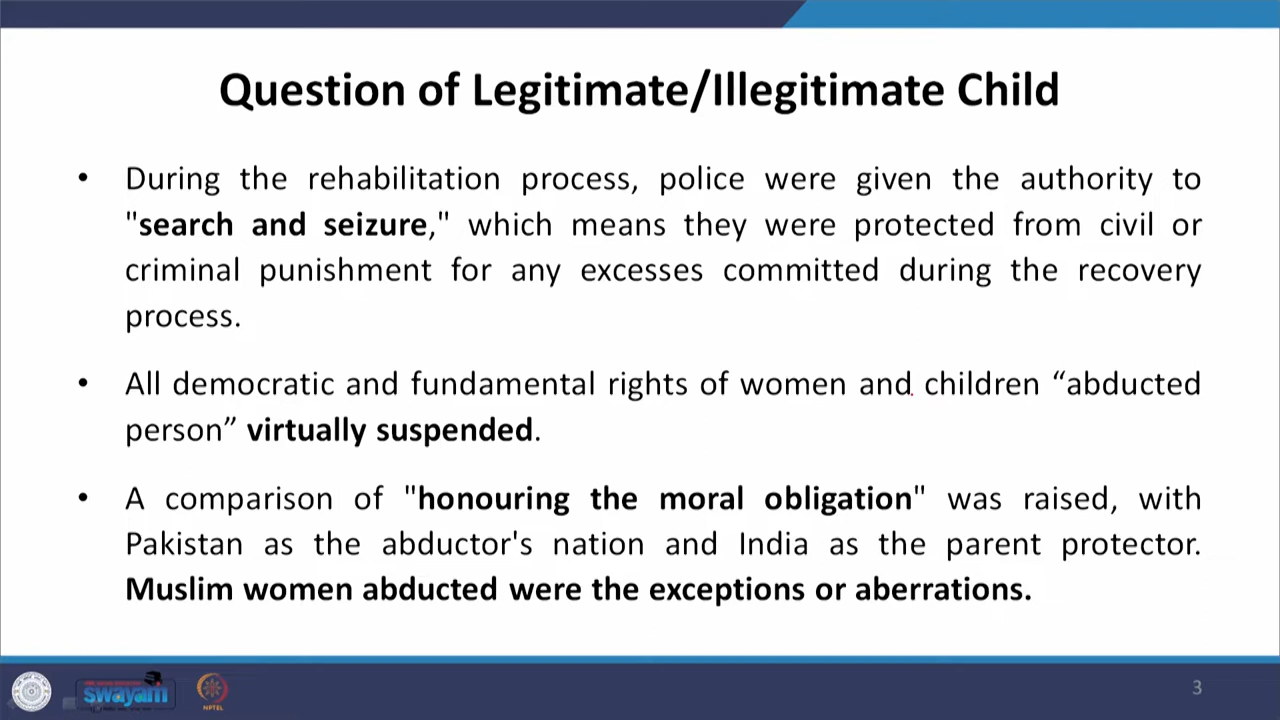 Question of Legitimate/Illegitimate Child
• During the rehabilitation process, police were given the authority to
"search and seizure," which means they were protected from civil or
criminal punishment for any excesses committed during the recovery
process.
• All democratic and fundamental rights of women and children “abducted
person” virtually suspended.
• A comparison of "honouring the moral obligation" was raised, with
Pakistan as the abductor's nation and India as the parent protector.
Muslim women abducted were the exceptions or aberrations.
swayam
NPTEL
3